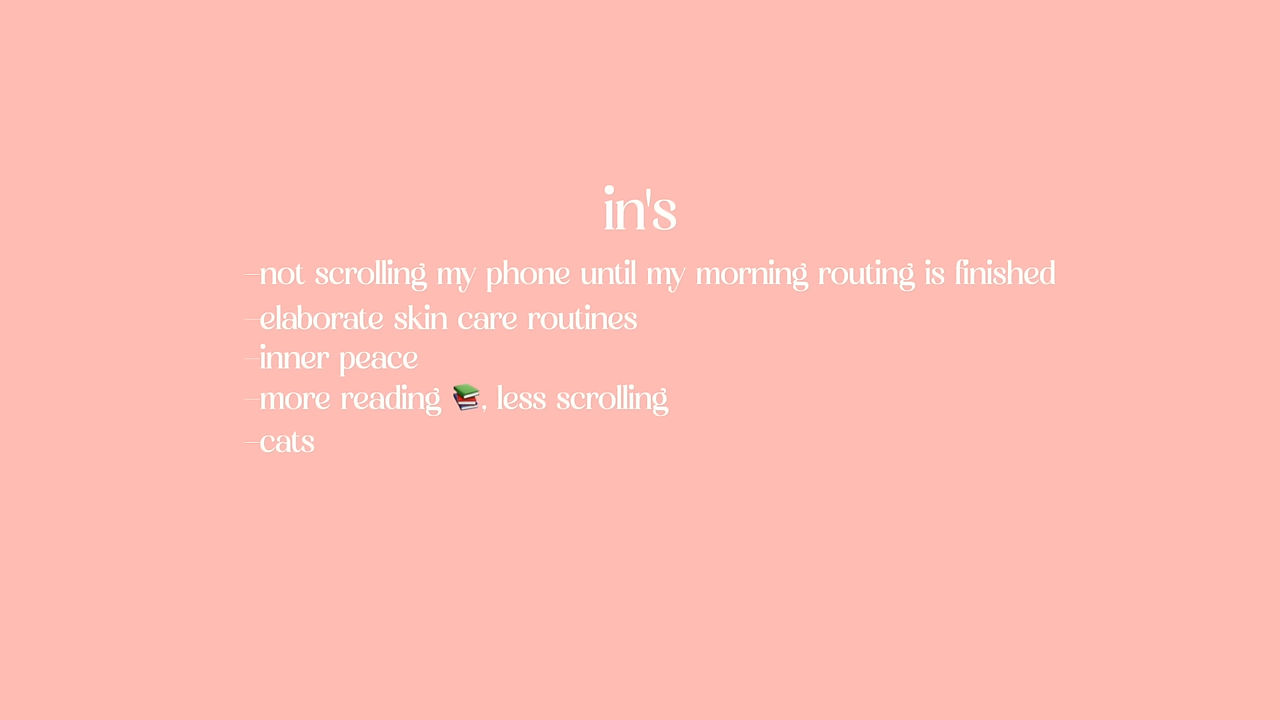 in's
-not scrolling my phone until my morning routing is finished
-elaborate skin care routines
-inner peace
-more reading 📚, less scrolling
-cats